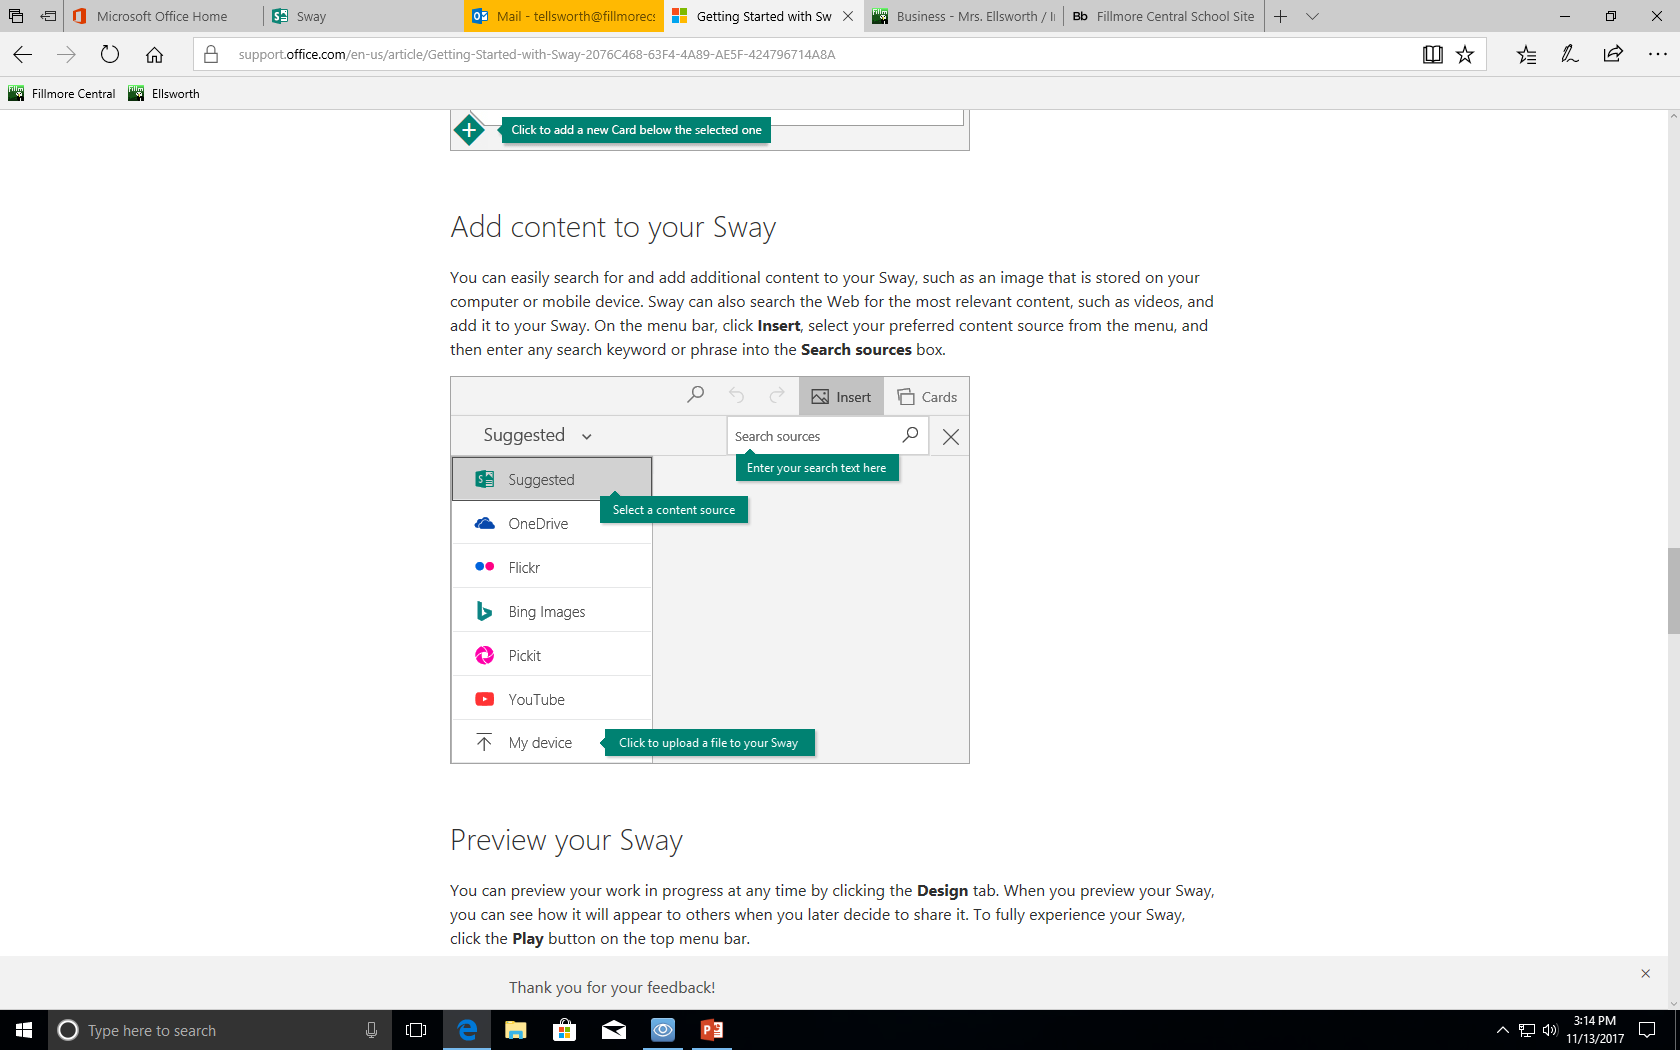 Microsoft Office Home
Sway
Mail - tellsworth@fillmorecs
Getting Started with Sw
Business - Mrs. Ellsworth / I
Bb Fillmore Central School Site
support.office.com/en-us/article/Getting-Started-with-Sway-2076C468-63F4-4A89-AE5F-424796714A8A
Fillmore Central
Ellsworth
Click to add a new Card below the selected one
Add content to your Sway
You can easily search for and add additional content to your Sway, such as an image that is stored on your
computer or mobile device. Sway can also search the Web for the most relevant content, such as videos, and
add it to your Sway. On the menu bar, click Insert, select your preferred content source from the menu, and
then enter any search keyword or phrase into the Search sources box.
Insert
Cards
Suggested
Search sources
Enter your search text here
Suggested
Select a content source
OneDrive
Flickr
Bing Images
Pickit
YouTube
My device
Click to upload a file to your Sway
Preview your Sway
You can preview your work in progress at any time by clicking the Design tab. When you preview your Sway,
you can see how it will appear to others when you later decide to share it. To fully experience your Sway,
click the Play button on the top menu bar.
Thank you for your feedback!
Type here to search
3:14 PM
11/13/2017